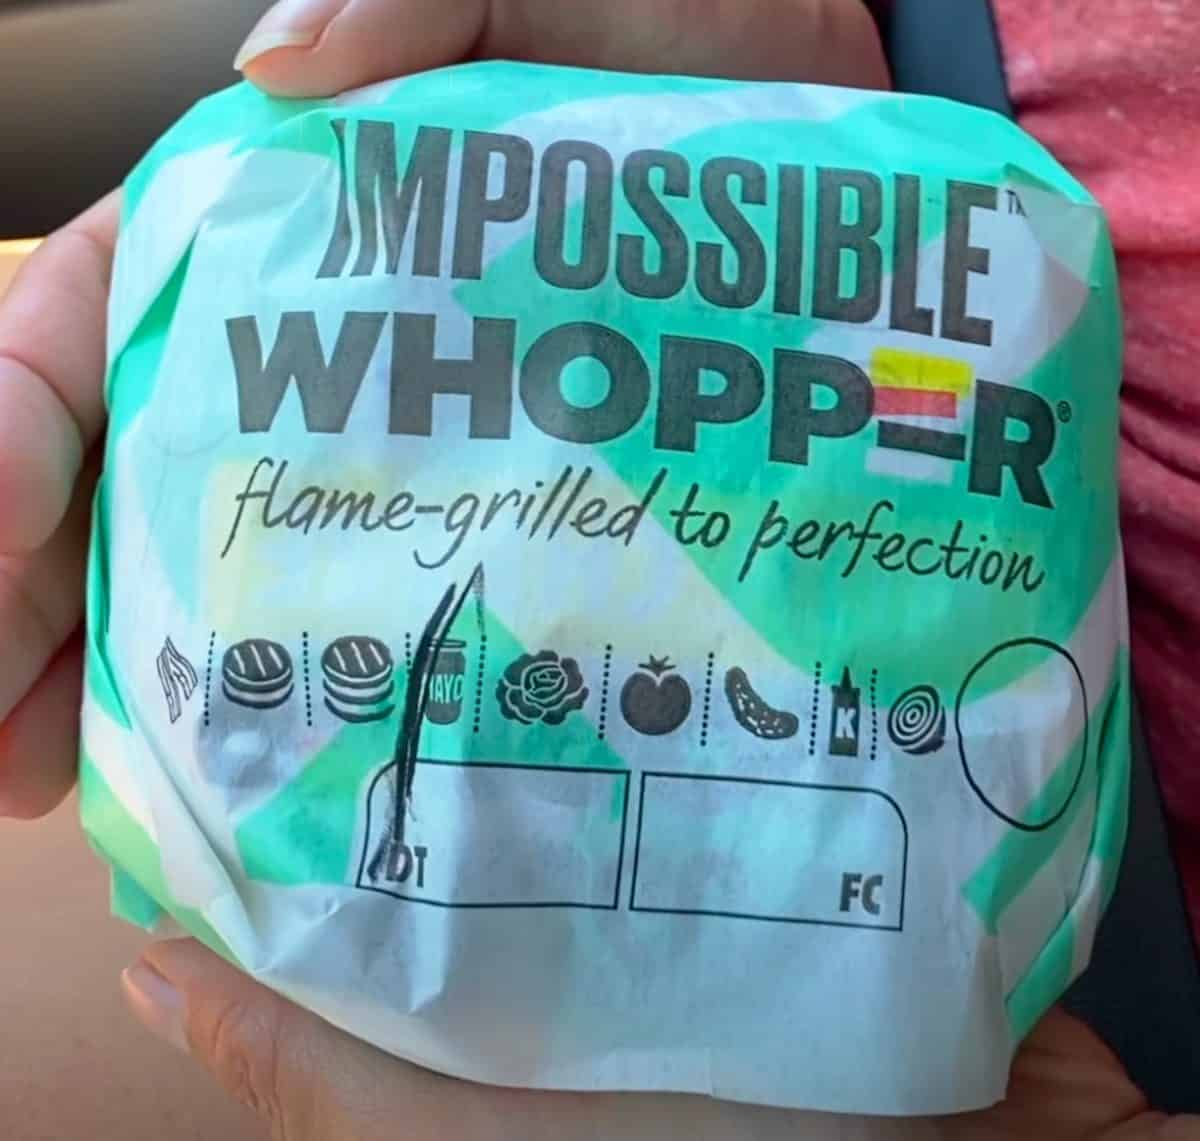 IMPOSSIBLE™
WHOPPER®
flame-grilled to perfection
MAYO K
DT FC